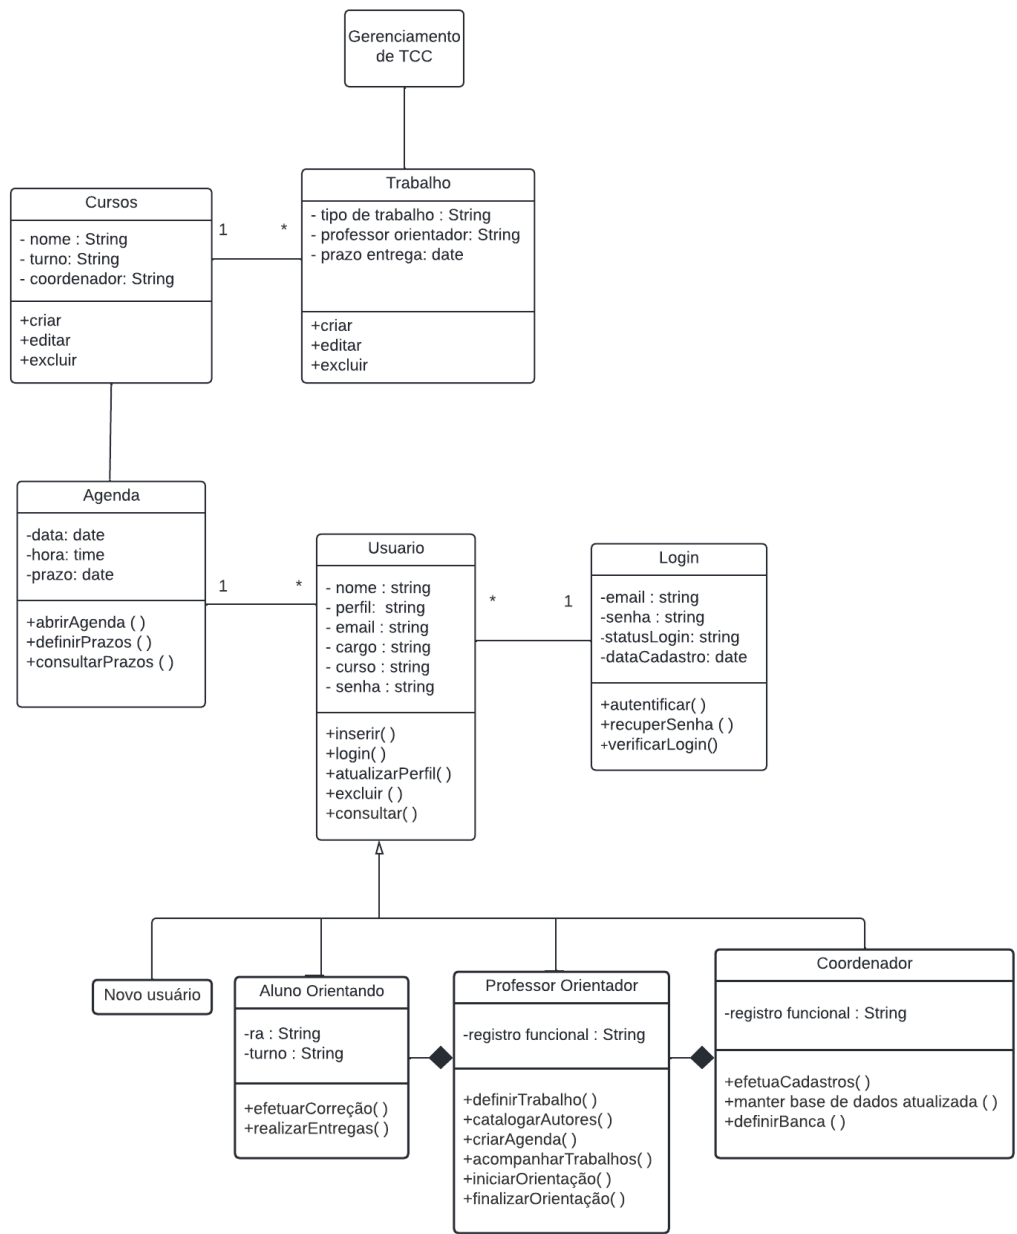 Gerenciamento
de TCC
Trabalho
- tipo de trabalho : String
- professor orientador: String
- prazo entrega: date
+criar
+editar
+excluir
Cursos
- nome : String
- turno: String
- coordenador: String
+criar
+editar
+excluir
1
*
Agenda
-data: date
-hora: time
-prazo: date
+abrirAgenda ( )
+definirPrazos ( )
+consultarPrazos ( )
1
*
Usuario
- nome : string
- perfil:  string
- email : string
- cargo : string
- curso : string
- senha : string
+inserir( )
+login( )
+atualizarPerfil( )
+excluir ( )
+consultar( )
*
1
Login
-email : string
-senha : string
-statusLogin: string
-dataCadastro: date
+autentificar( )
+recuperSenha ( )
+verificarLogin()
Novo usuário
Aluno Orientando
-ra : String
-turno : String
+efetuarCorreção( )
+realizarEntregas( )
Professor Orientador
-registro funcional : String
+definirTrabalho( )
+catalogarAutores( )
+criarAgenda( )
+acompanharTrabalhos( )
+iniciarOrientação( )
+finalizarOrientação( )
Coordenador
-registro funcional : String
+efetuaCadastros( )
+manter base de dados atualizada ( )
+definirBanca ( )